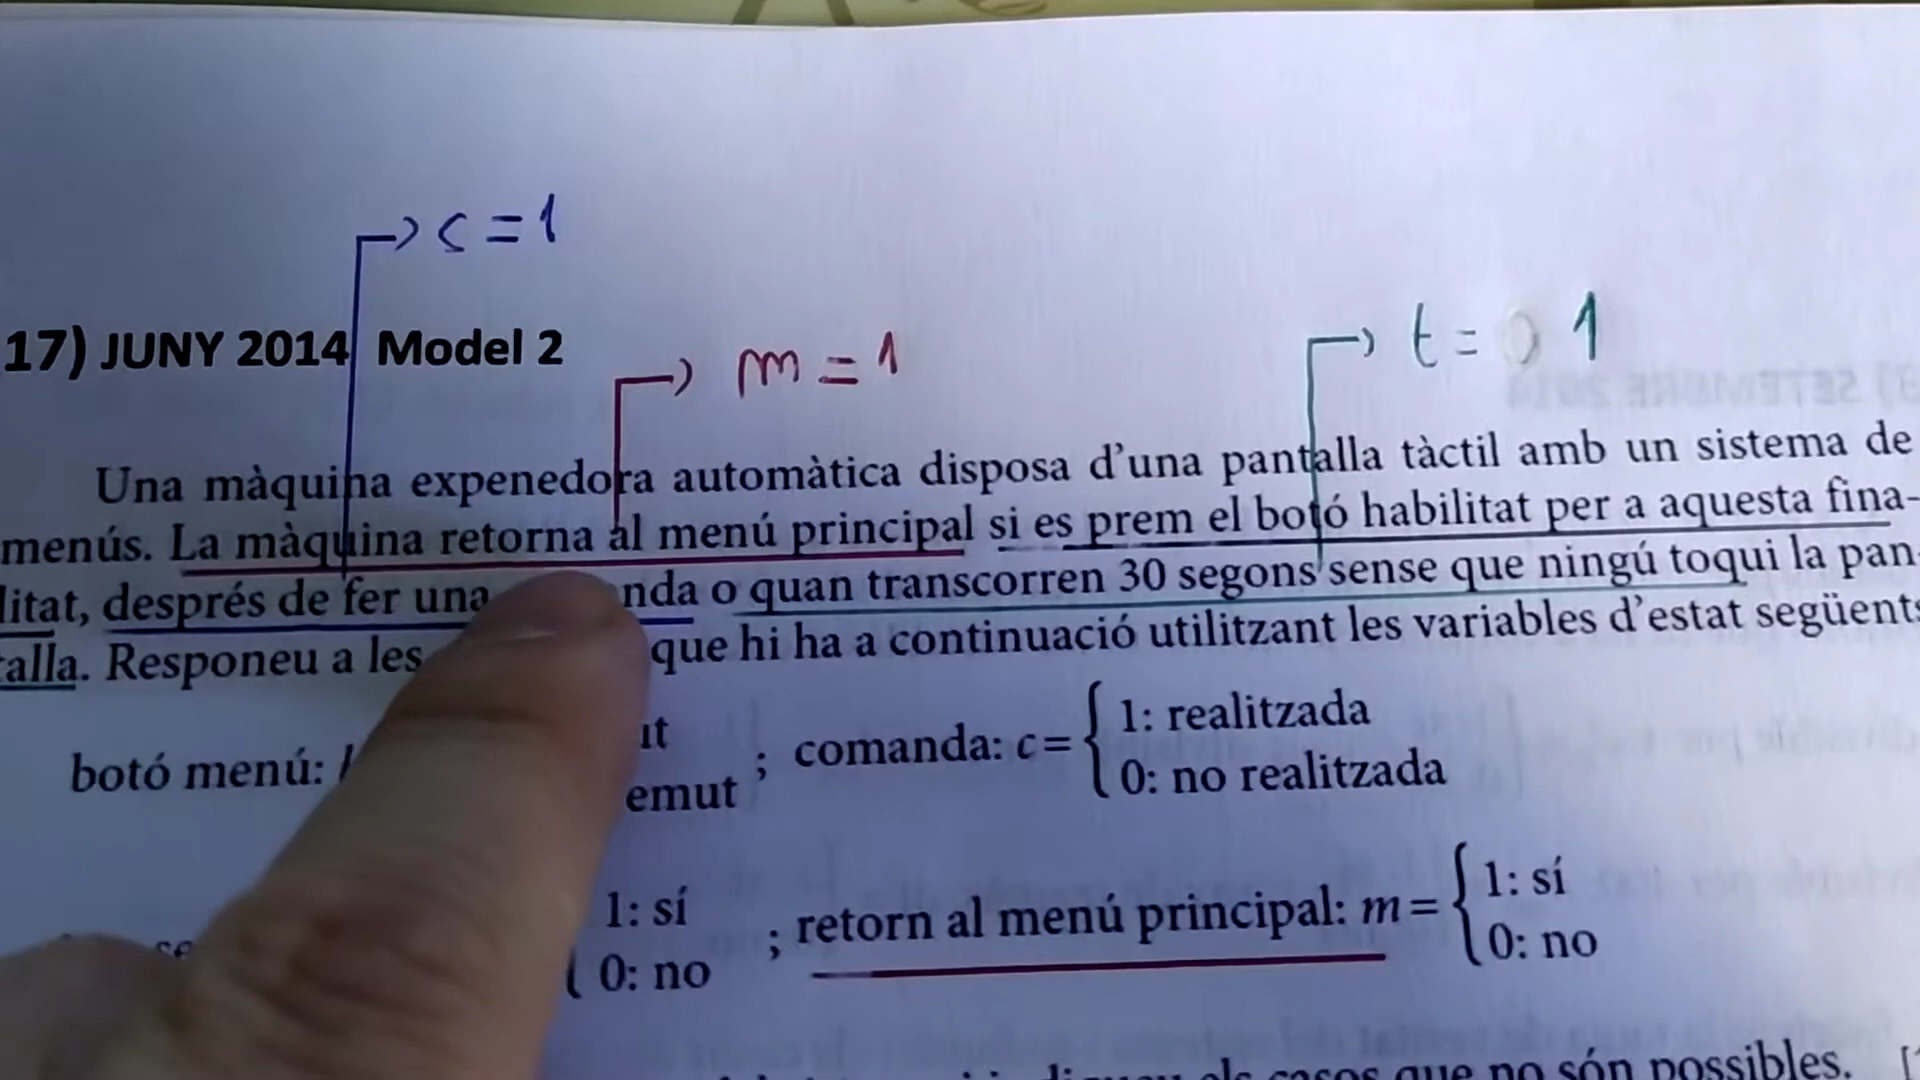 c = 1
17) JUNY 2014 Model 2
m = 1
t = 1
Una màquina expenedora automàtica disposa d'una pantalla tàctil amb un sistema de
menús. La màquina retorna al menú principal si es prem el botó habilitat per a aquesta fina-
litat, després de fer una nda o quan transcorren 30 segons sense que ningú toqui la pan-
talla. Responeu a les que hi ha a continuació utilitzant les variables d'estat següents
botó menú: ut emut ; comanda: c = { 1: realitzada
0: no realitzada
1: sí
0: no ; retorn al menú principal: m = { 1: sí
0: no
els casos que no són possibles.